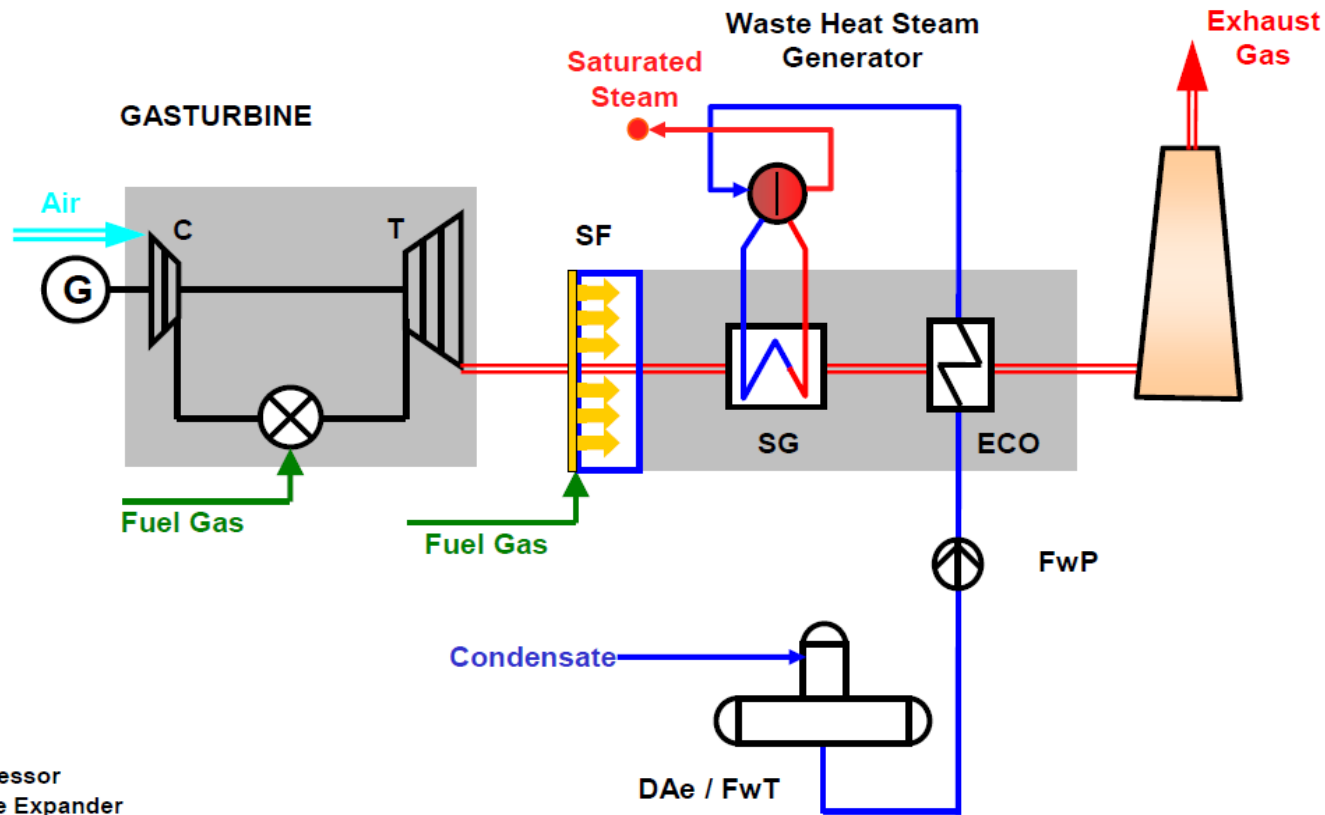 Waste Heat Steam
Generator
Exhaust
Gas
Saturated
Steam
GASTURBINE
Air
C
T
SF
G
SG
ECO
Fuel Gas
Fuel Gas
FwP
Condensate
DAe / FwT
essor
e Expander